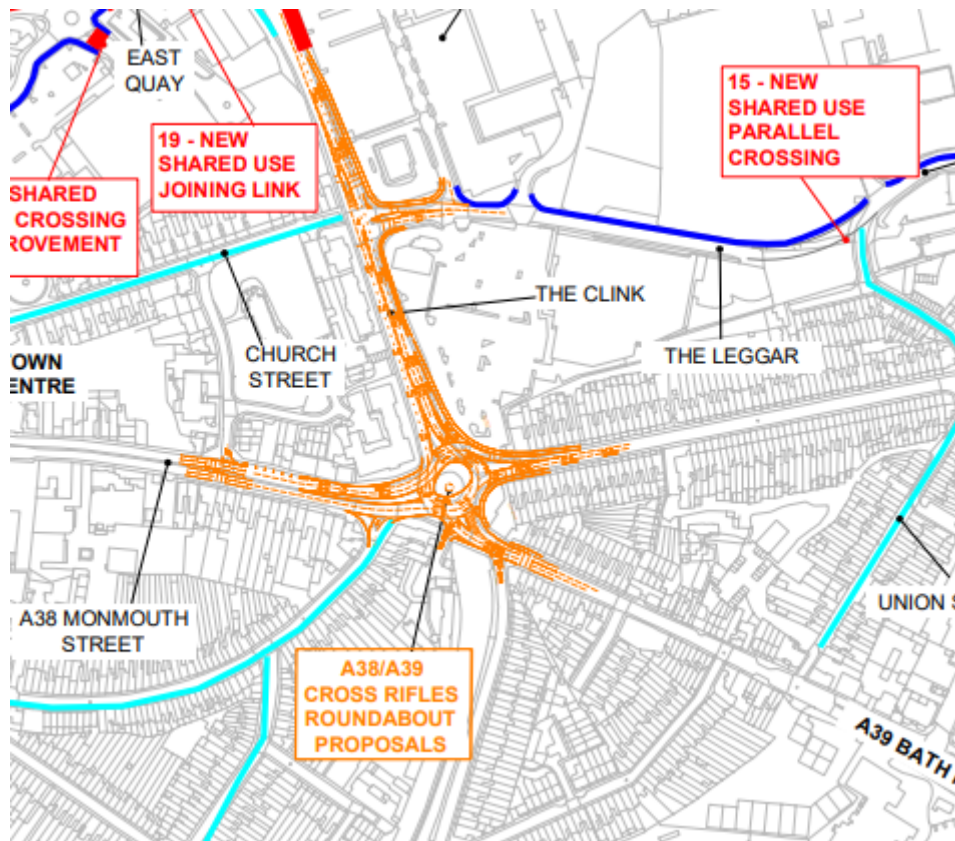 EAST
QUAY
19 - NEW
SHARED USE
JOINING LINK
15 - NEW
SHARED USE
PARALLEL
CROSSING
SHARED
CROSSING
ROVEMENT
THE CLINK
THE LEGGAR
CHURCH
STREET
OWN
ENTRE
A38 MONMOUTH
STREET
UNION S
A38/A39
CROSS RIFLES
ROUNDABOUT
PROPOSALS
A39 BATH